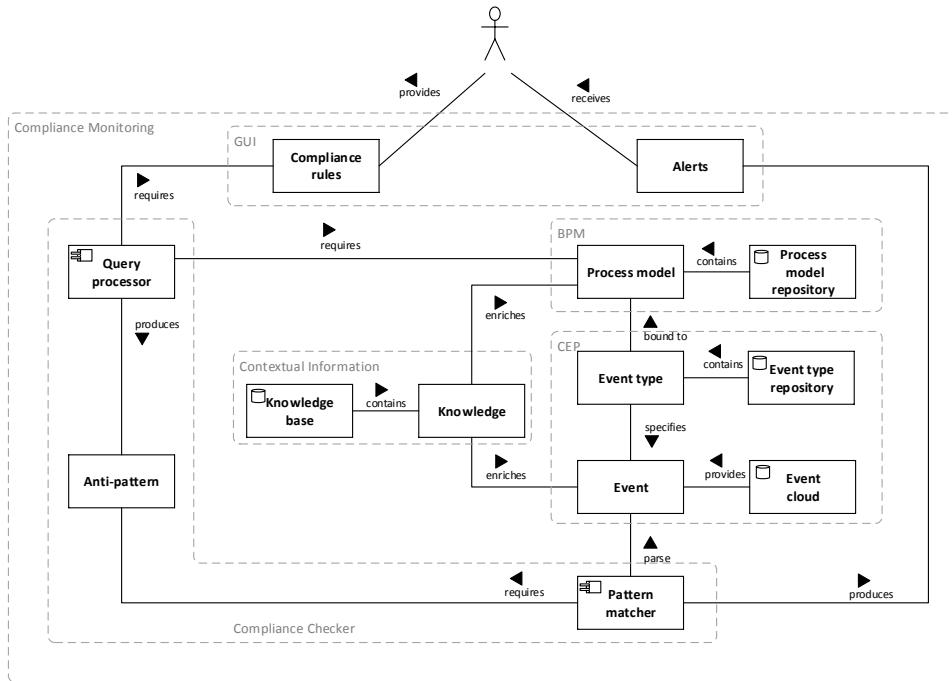 provides
receives
Compliance Monitoring
GUI
Compliance
rules
Alerts
requires
requires
BPM
Query
processor
Process model
contains
Process
model
repository
enriches
produces
bound to
CEP
Contextual Information
Event type
contains
Event type
repository
Knowledge
base
contains
Knowledge
specifies
Anti-pattern
enriches
Event
provides
Event
cloud
parse
requires
Pattern
matcher
produces
Compliance Checker